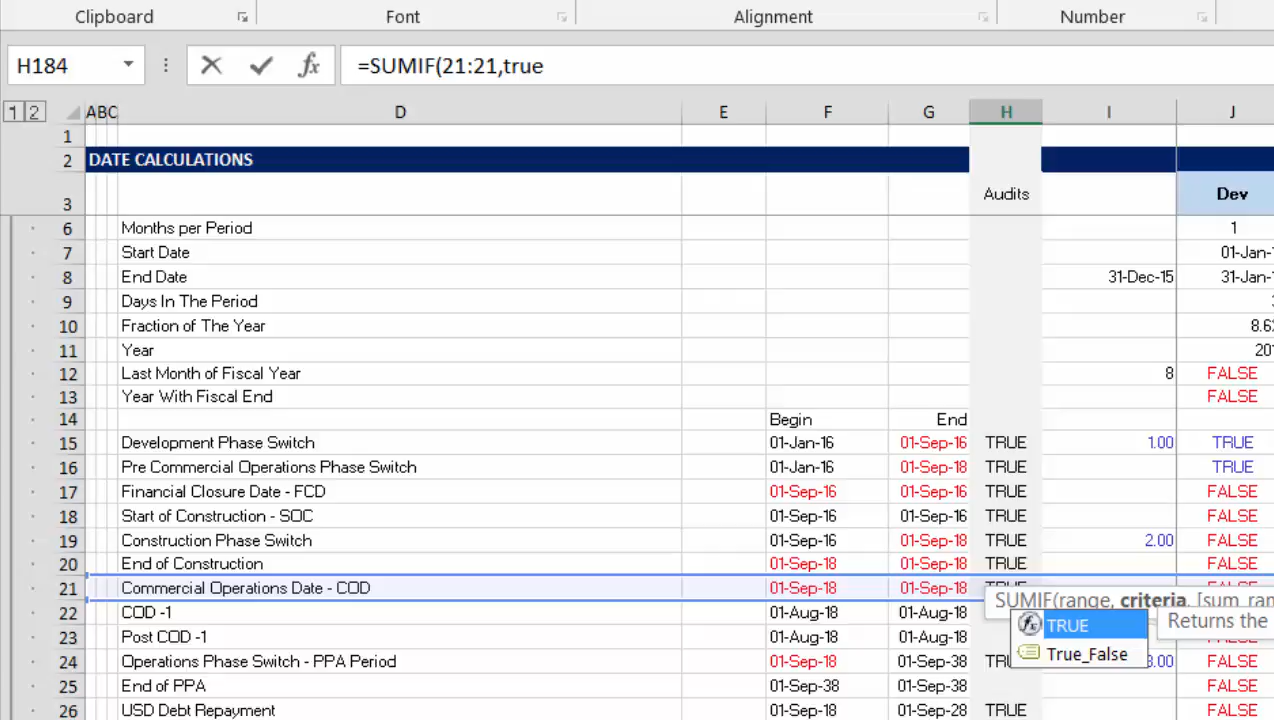 Clipboard Font Alignment Number
H184 =SUMIF(21:21,true
1 2 A B C D E F G H I J
1
2 DATE CALCULATIONS
3 Audits Dev
6 Months per Period 1
7 Start Date 01-Jan-
8 End Date 31-Dec-15 31-Jan-
9 Days In The Period
10 Fraction of The Year 8.6
11 Year 201
12 Last Month of Fiscal Year 8 FALSE
13 Year With Fiscal End FALSE
14 Begin End
15 Development Phase Switch 01-Jan-16 01-Sep-16 TRUE 1.00 TRUE
16 Pre Commercial Operations Phase Switch 01-Jan-16 01-Sep-18 TRUE TRUE
17 Financial Closure Date - FCD 01-Sep-16 01-Sep-16 TRUE FALSE
18 Start of Construction - SOC 01-Sep-16 01-Sep-16 TRUE FALSE
19 Construction Phase Switch 01-Sep-16 01-Sep-18 TRUE 2.00 FALSE
20 End of Construction 01-Sep-18 01-Sep-18 TRUE FALSE
21 Commercial Operations Date - COD 01-Sep-18 01-Sep-18 TRUE FALSE
SUMIF(range, criteria, [sum_ran
22 COD -1 01-Aug-18 01-Aug-18
TRUE Returns the
23 Post COD -1 01-Aug-18 01-Aug-18 FALSE
True_False
24 Operations Phase Switch - PPA Period 01-Sep-18 01-Sep-38 TRU 3.00 FALSE
25 End of PPA 01-Sep-38 01-Sep-38 FALSE
26 USD Debt Repayment 01-Sep-18 01-Sep-28 TRUE FALSE